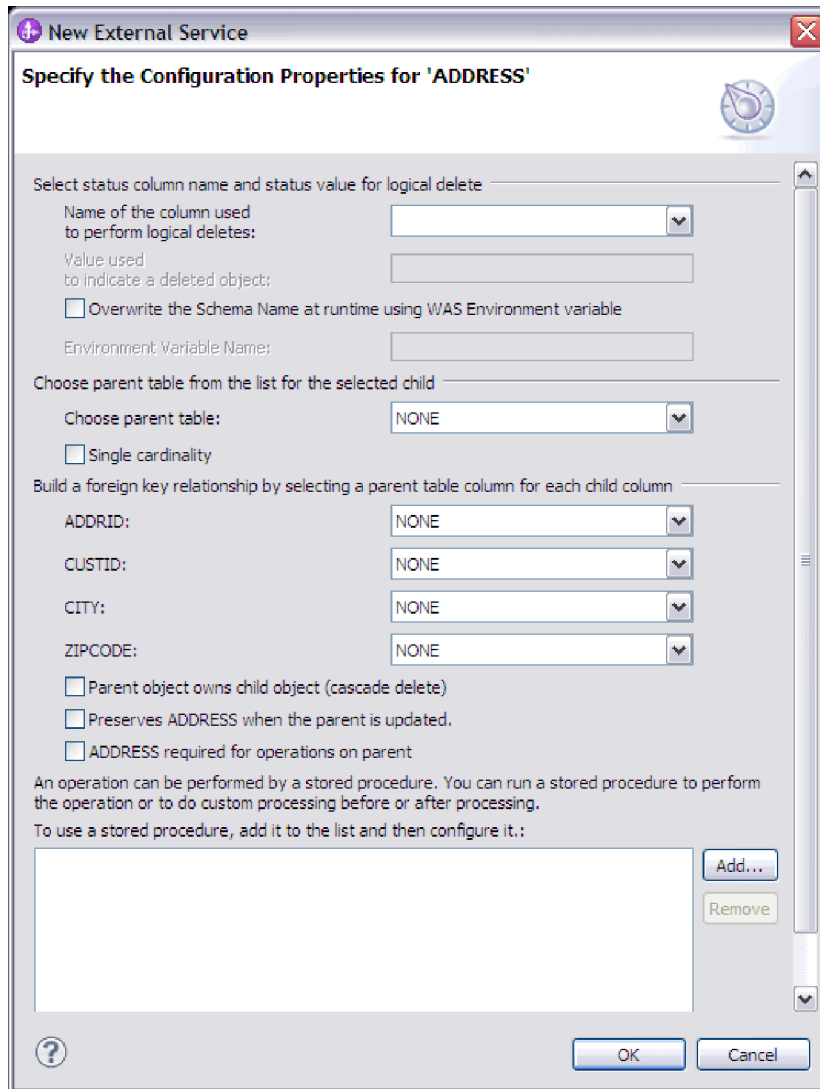 New External Service
Specify the Configuration Properties for 'ADDRESS'
Select status column name and status value for logical delete
Name of the column used
to perform logical deletes:
Value used
to indicate a deleted object:
Overwrite the Schema Name at runtime using WAS Environment variable
Environment Variable Name:
Choose parent table from the list for the selected child
Choose parent table: NONE
Single cardinality
Build a foreign key relationship by selecting a parent table column for each child column
ADDRID: NONE
CUSTID: NONE
CITY: NONE
ZIPCODE: NONE
Parent object owns child object (cascade delete)
Preserves ADDRESS when the parent is updated.
ADDRESS required for operations on parent
An operation can be performed by a stored procedure. You can run a stored procedure to perform
the operation or to do custom processing before or after processing.
To use a stored procedure, add it to the list and then configure it.:
Add...
Remove
?
OK Cancel